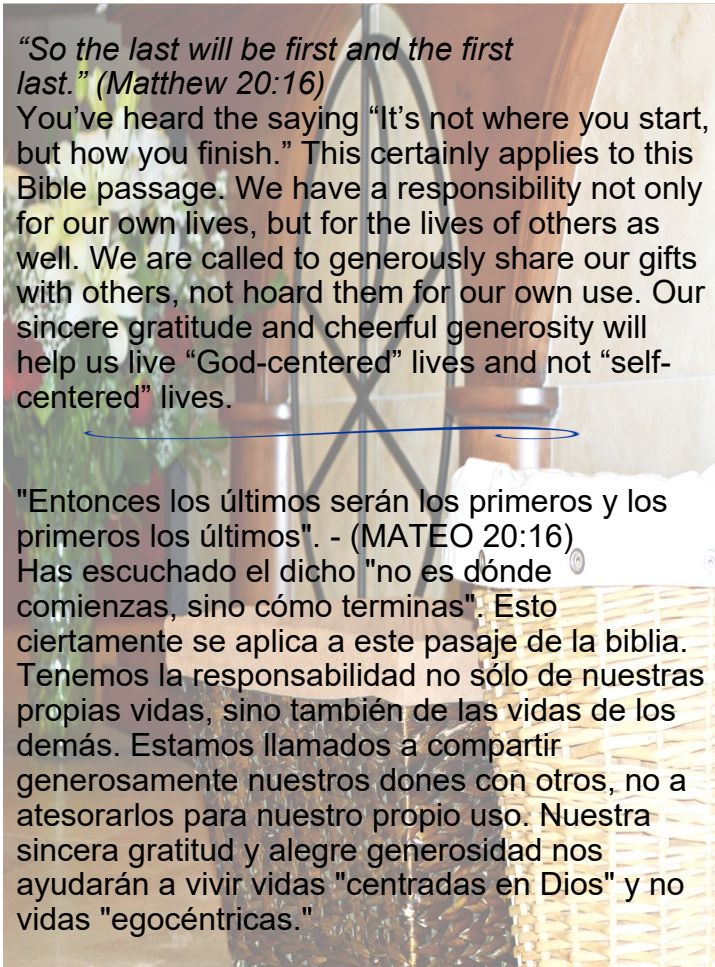 “So the last will be first and the first
last.” (Matthew 20:16)
You’ve heard the saying “It’s not where you start,
but how you finish.” This certainly applies to this
Bible passage. We have a responsibility not only
for our own lives, but for the lives of others as
well. We are called to generously share our gifts
with others, not hoard them for our own use. Our
sincere gratitude and cheerful generosity will
help us live “God-centered” lives and not “self-
centered” lives.
"Entonces los últimos serán los primeros y los
primeros los últimos". - (MATEO 20:16)
Has escuchado el dicho "no es dónde
comienzas, sino cómo terminas". Esto
ciertamente se aplica a este pasaje de la biblia.
Tenemos la responsabilidad no sólo de nuestras
propias vidas, sino también de las vidas de los
demás. Estamos llamados a compartir
generosamente nuestros dones con otros, no a
atesorarlos para nuestro propio uso. Nuestra
sincera gratitud y alegre generosidad nos
ayudarán a vivir vidas "centradas en Dios" y no
vidas "egocéntricas."